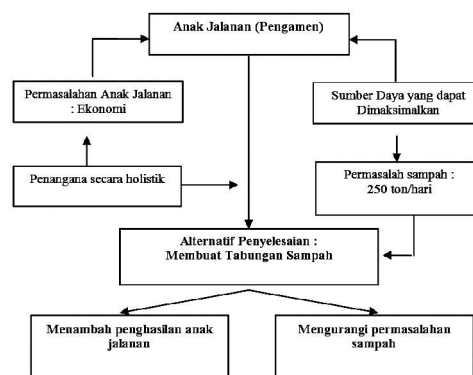 Anak Jalanan (Pengamen)
Permasalahan Anak Jalanan
: Ekonomi
Sumber Daya yang dapat
Dimaksimalkan
Penangana secara holistik
Permasalah sampah :
250 ton/hari
Alternatif Penyelesaian :
Membuat Tabungan Sampah
Menambah penghasilan anak
jalanan
Mengurangi permasalahan
sampah